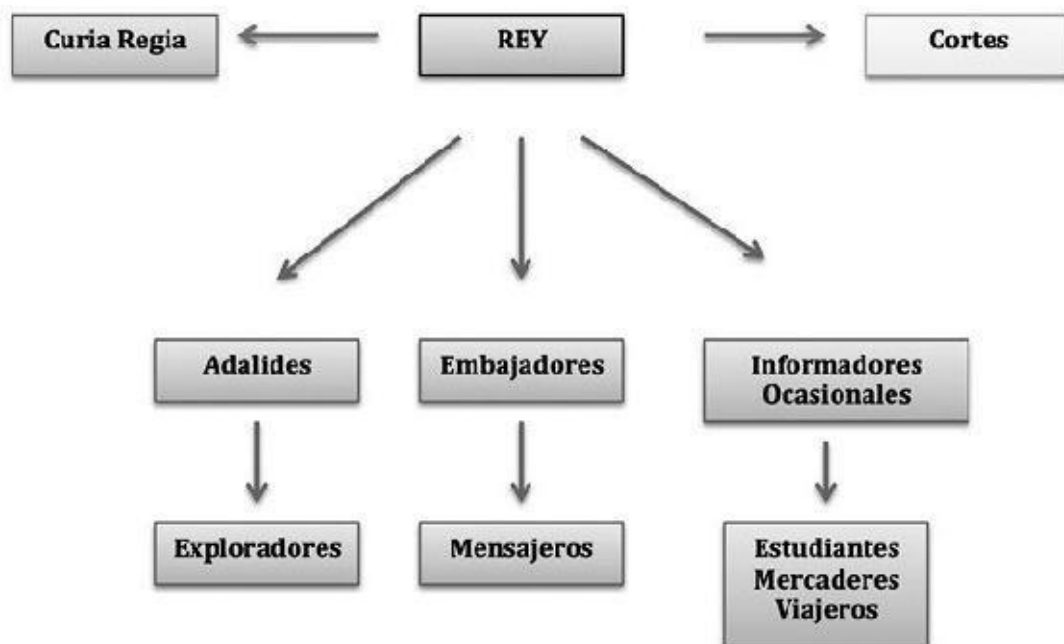 Curia Regia
REY
Cortes
Adalides
Embajadores
Informadores
Ocasionales
Exploradores
Mensajeros
Estudiantes
Mercaderes
Viajeros